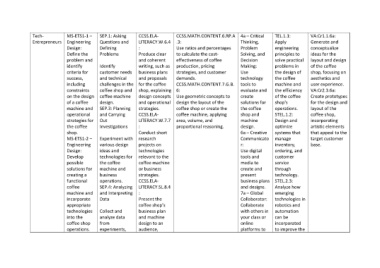 Tech-
Entrepreneurs
MS-ETS1-1 –
Engineering
Design:
Define the
problem and
identify
criteria for
success,
including
constraints
on the design
of a coffee
machine and
operational
strategies for
the coffee
shop.
MS-ETS1-2 –
Engineering
Design:
Develop
possible
solutions for
creating a
functional
coffee
machine and
incorporate
appropriate
technologies
into the
coffee shop
operations.
SEP.1: Asking
Questions
and Defining
Problems
Identify
customer
needs and
technical
challenges in
the coffee
shop and
coffee
machine
design.
SEP.3: Planning
and Carrying
Out
Investigations
Experiment with
various design
ideas and
technologies for
the coffee
machine and
business
operations.
SEP.4: Analyzing
and Interpreting
Data
Collect and
analyze data
from
experiments,
CCSS.ELA-
LITERACY.W.6.4
Produce clear
and coherent
writing, such as
business plans
and proposals
for the coffee
shop, explaining
design concepts
and operational
strategies.
CCSS.ELA-
LITERACY.W.7.7
Conduct short
research
projects on
technologies
relevant to the
coffee machine
or business
strategies.
CCSS.ELA-
LITERACY.SL.8.4
Present the
coffee shop's
business plan
and machine
design to an
audience,
CCSS.MATH.CONTENT.6.RP.A
.3:
Use ratios and percentages
to calculate the cost-
effectiveness of coffee
production, pricing
strategies, and customer
demands.
CCSS.MATH.CONTENT.7.G.B
.6:
Use geometric concepts to
design the layout of the
coffee shop or create the
coffee machine, applying
area, volume, and
proportional reasoning.
4a – Critical
Thinking,
Problem
Solving, and
Decision
Making:
Use
technology
tools to
evaluate and
create
solutions for
the coffee
shop and
machine
design.
6a – Creative
Communicato
r:
Use digital
tools and
media to
create and
present
business plans
and designs.
7a – Global
Collaborator:
Collaborate
with others in
your class or
online
platforms to
TEL.1.3:
Apply
engineering
principles to
solve practical
problems in
the design of
the coffee
machine and
the efficiency
of the coffee
shop's
operations.
STEL.1.2:
Design and
optimize
systems that
manage
inventory,
ordering, and
customer
service
through
technology.
STEL.2.3:
Analyze how
emerging
technologies in
robotics and
automation
can be
incorporated
to improve the
VA:Cr1.1.6a:
Generate and
conceptualize
ideas for the
layout and design
of the coffee
shop, focusing on
aesthetics and
user experience.
VA:Cr2.3.6a:
Create prototypes
for the design and
layout of the
coffee shop,
incorporating
artistic elements
that appeal to the
target customer
base.